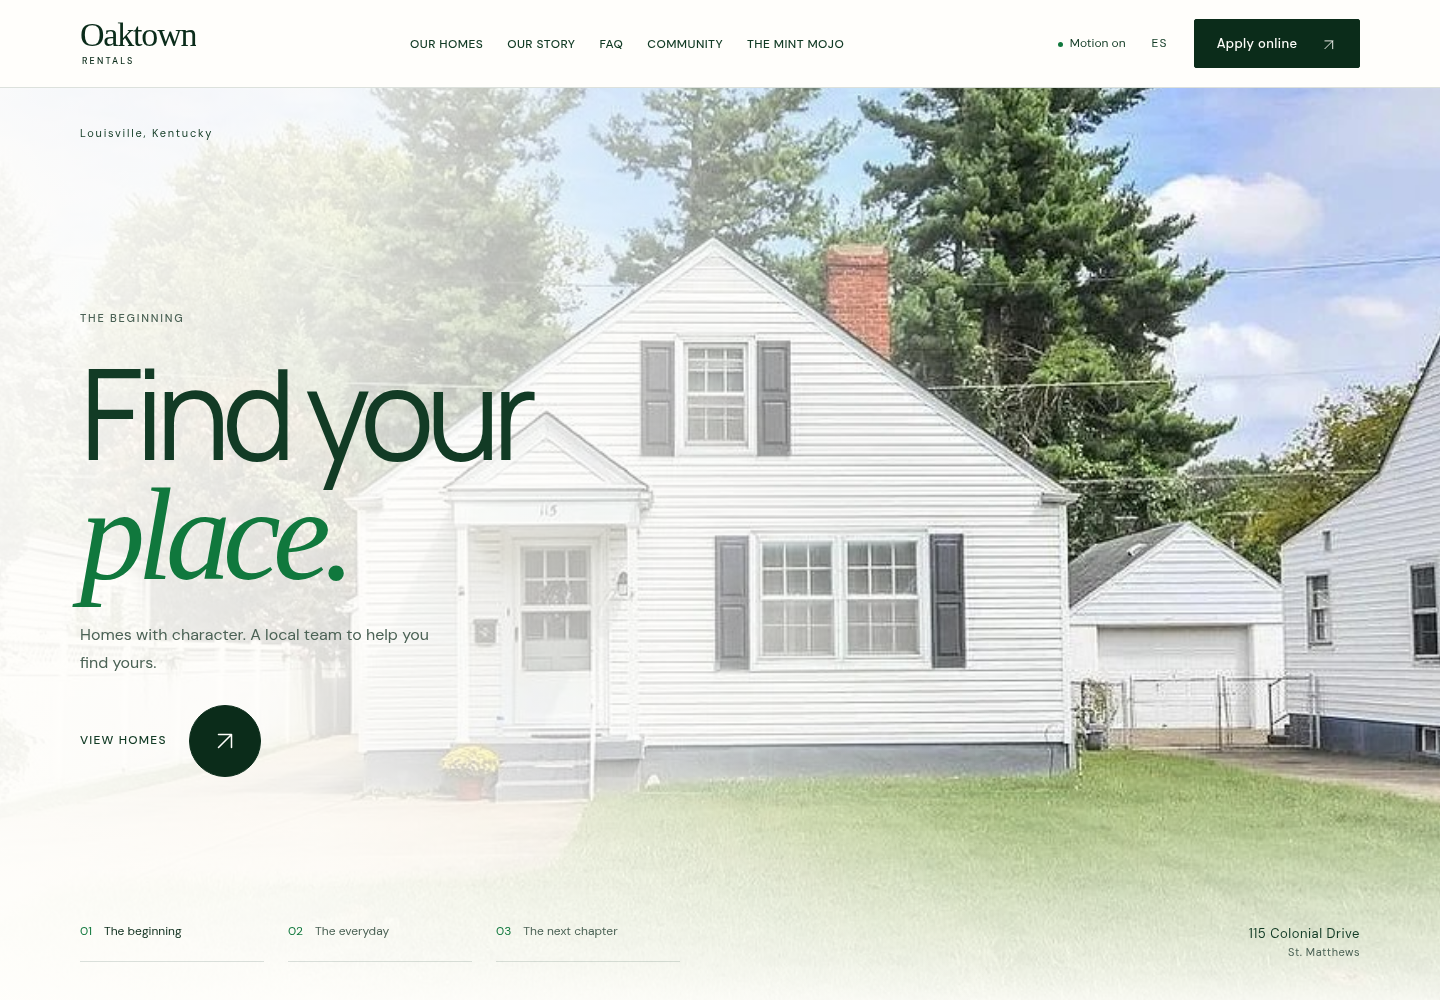 Oaktown
RENTALS
OUR HOMES
OUR STORY
FAQ
COMMUNITY
THE MINT MOJO
Motion on
ES
Apply online
Louisville, Kentucky
THE BEGINNING
Find your
place.
115
Homes with character. A local team to help you
find yours.
VIEW HOMES
01 The beginning
02 The everyday
03 The next chapter
115 Colonial Drive
St. Matthews